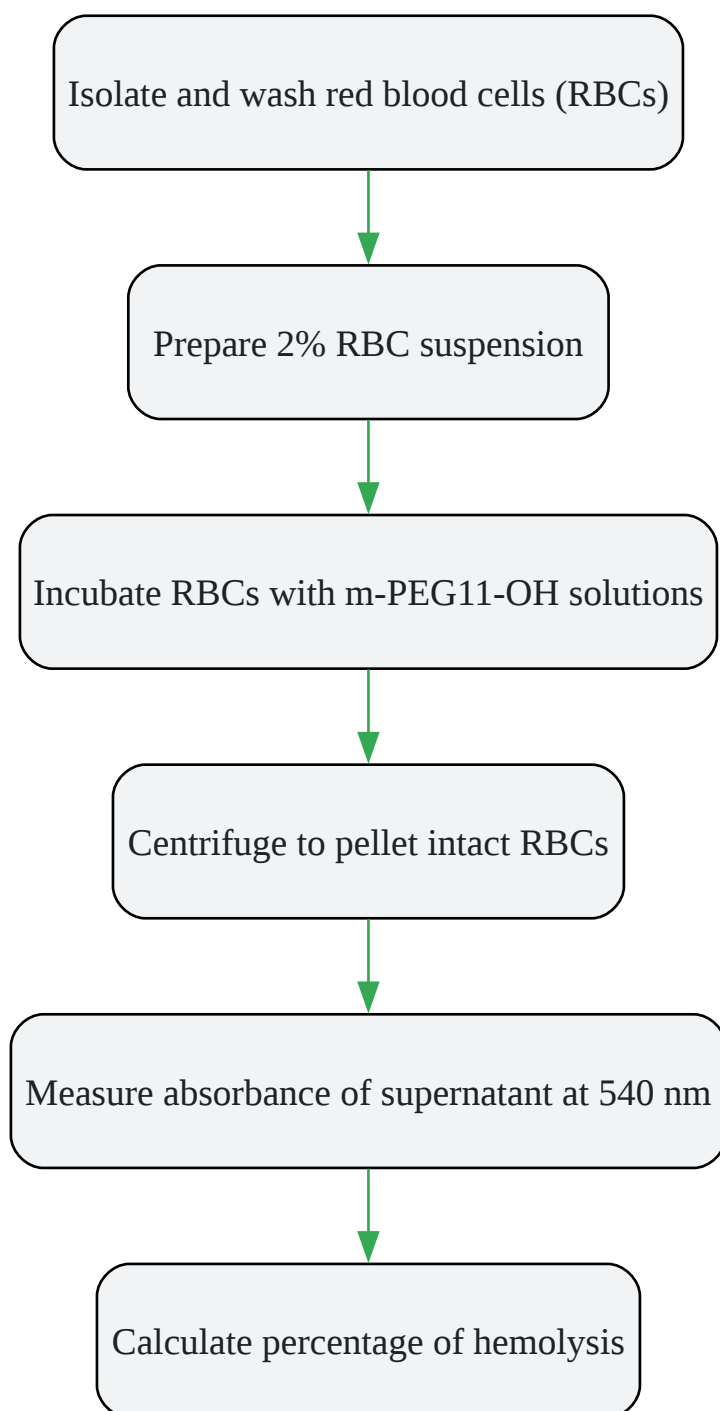 Isolate and wash red blood cells (RBCs)
Prepare 2% RBC suspension
Incubate RBCs with m-PEG11-OH solutions
Centrifuge to pellet intact RBCs
Measure absorbance of supernatant at 540 nm
Calculate percentage of hemolysis